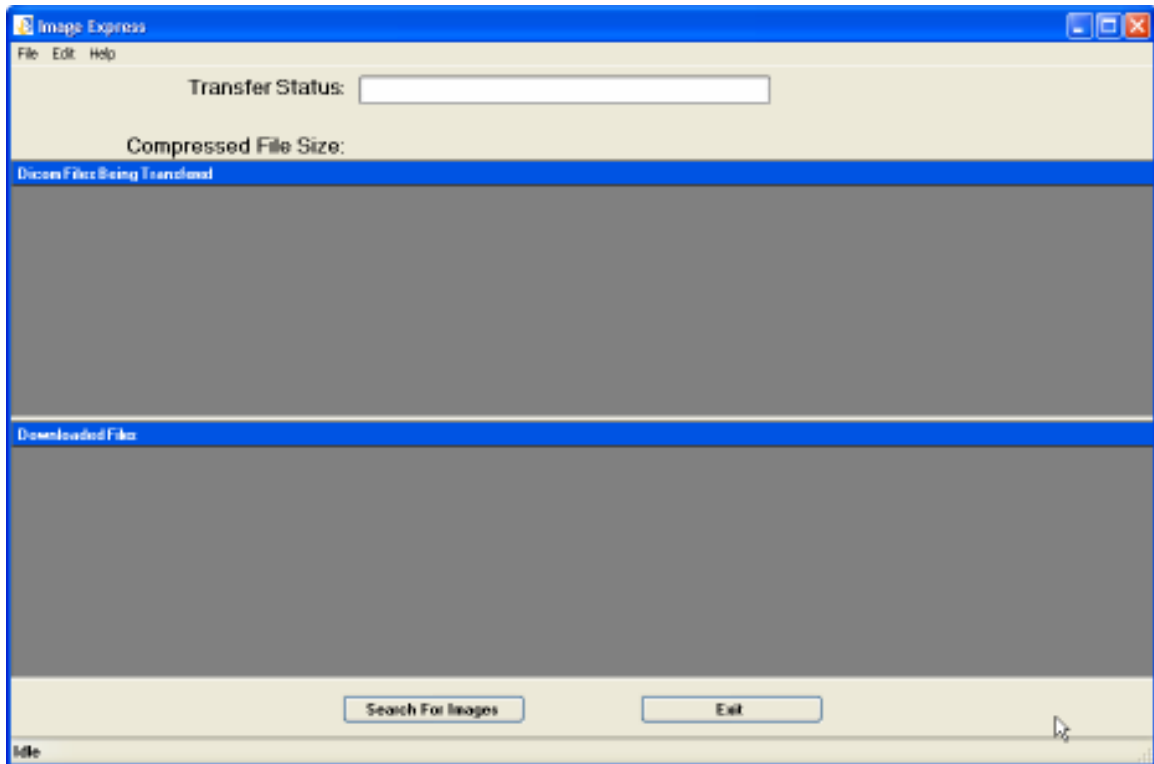 Image Express
File Edit Help
Transfer Status:
Compressed File Size:
Dicom Files Being Transfered
Downloaded Files
Search For Images Exit
Idle